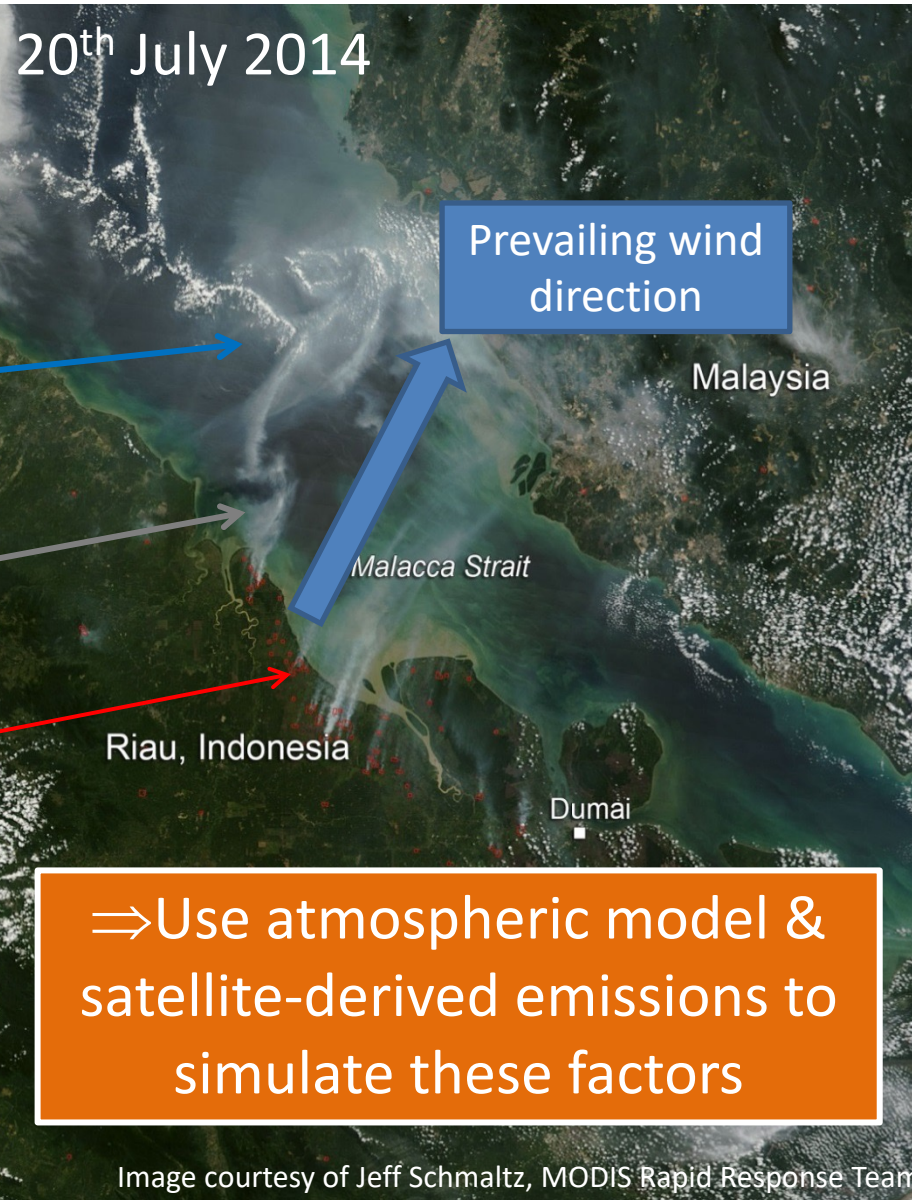 20th July 2014
Prevailing wind
direction
Malaysia
Malacca Strait
Riau, Indonesia
Dumai
⇒Use atmospheric model &
satellite-derived emissions to
simulate these factors
Image courtesy of Jeff Schmaltz, MODIS Rapid Response Team